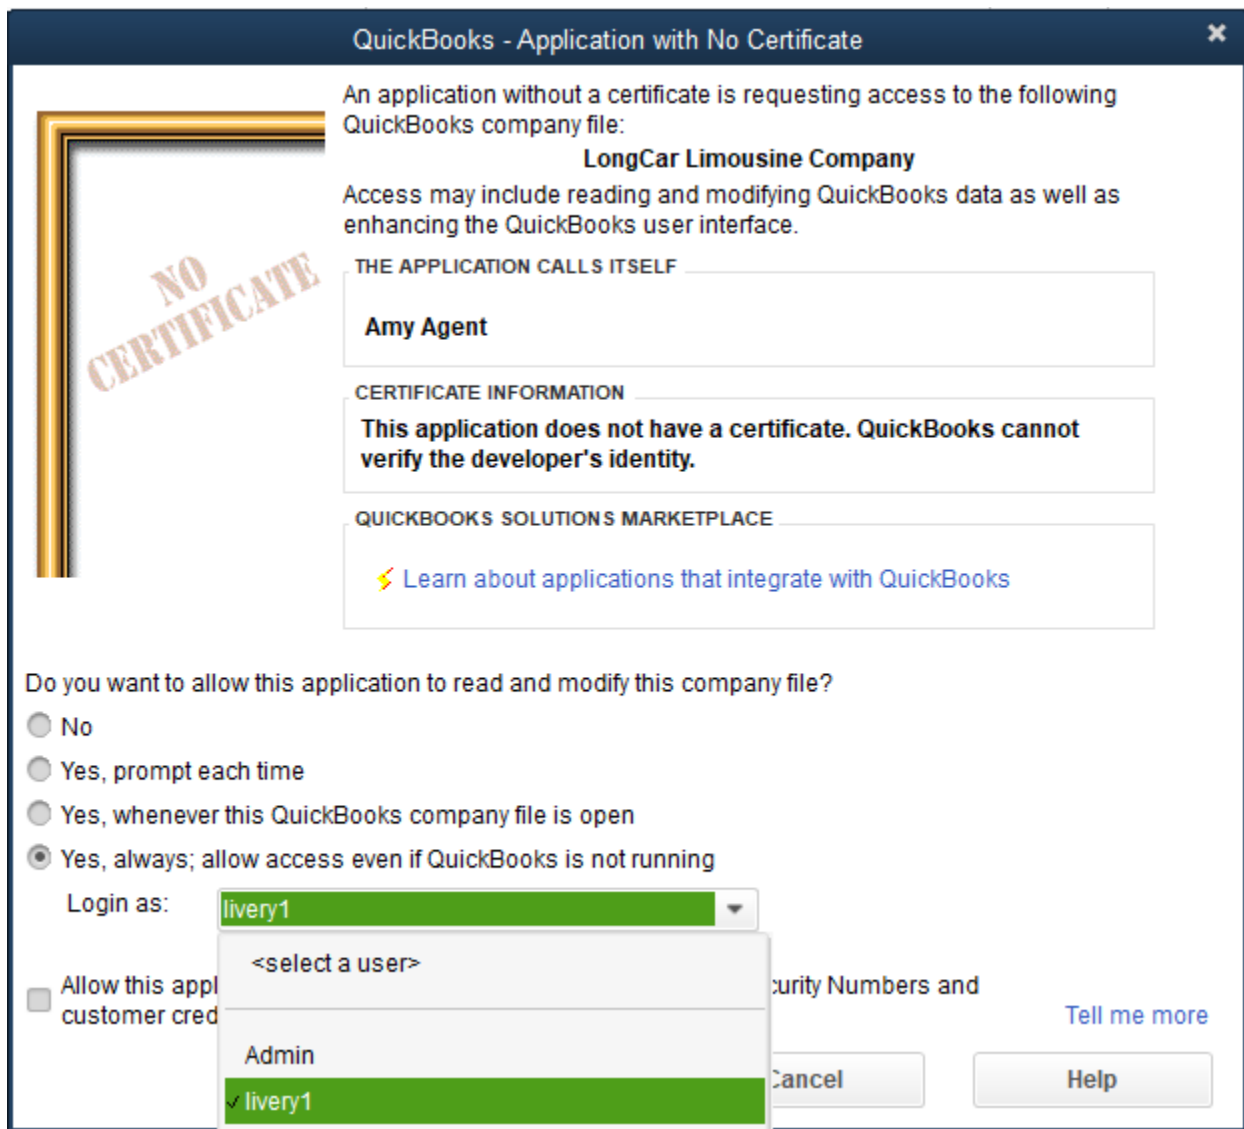 QuickBooks - Application with No Certificate
An application without a certificate is requesting access to the following
QuickBooks company file:
LongCar Limousine Company
Access may include reading and modifying QuickBooks data as well as
enhancing the QuickBooks user interface.
NO
CERTIFICATE
THE APPLICATION CALLS ITSELF
Amy Agent
CERTIFICATE INFORMATION
This application does not have a certificate. QuickBooks cannot
verify the developer's identity.
QUICKBOOKS SOLUTIONS MARKETPLACE
Learn about applications that integrate with QuickBooks
Do you want to allow this application to read and modify this company file?
No
Yes, prompt each time
Yes, whenever this QuickBooks company file is open
Yes, always; allow access even if QuickBooks is not running
Login as: livery1
<select a user>
Allow this appl curity Numbers and
customer cred
Tell me more
Admin
livery1
Cancel
Help